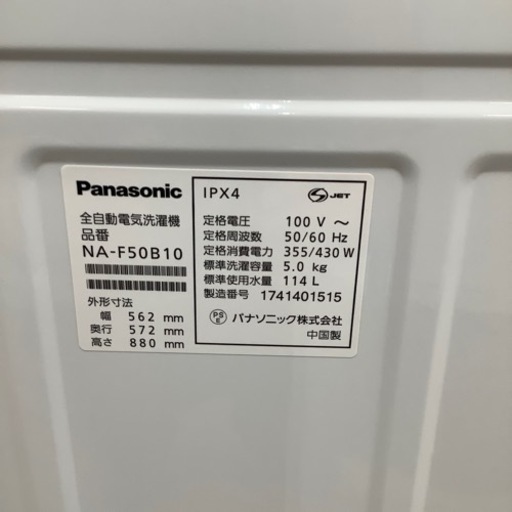 Panasonic
全自動電気洗濯機
品番
NA-F50B10
外形寸法
幅 562 mm
奥行 572 mm
高さ 880 mm
IPX4
S JET
定格電圧 100 V ～
定格周波数 50/60 Hz
定格消費電力 355/430 W
標準洗濯容量 5.0 kg
標準使用水量 114 L
製造番号 1741401515
PSE パナソニック株式会社
中国製